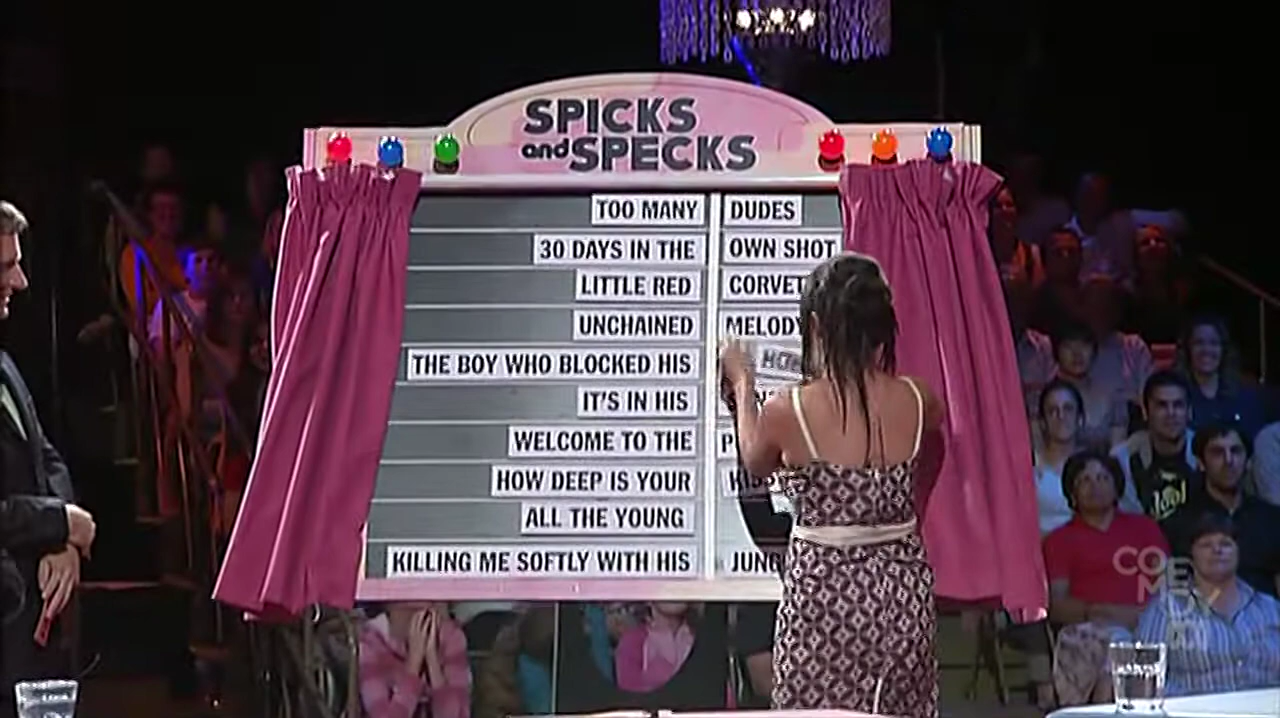 SPICKS
and SPECKS
TOO MANY DUDES
30 DAYS IN THE OWN SHOT
LITTLE RED CORVET
UNCHAINED MELODY
THE BOY WHO BLOCKED HIS
IT'S IN HIS
WELCOME TO THE
HOW DEEP IS YOUR
ALL THE YOUNG
KILLING ME SOFTLY WITH HIS JUNG
CO
ME